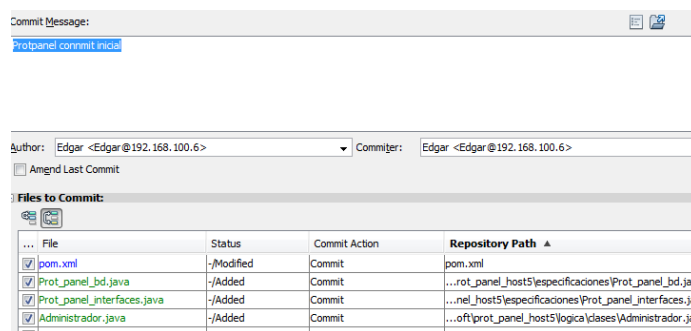 Commit Message:
Protpanel connmit inicial
Author: Edgar <Edgar@192.168.100.6> Commiter: Edgar <Edgar@192.168.100.6>
Amend Last Commit
Files to Commit:
... File Status Commit Action Repository Path
pom.xml -/Modified Commit pom.xml
Prot_panel_bd.java -/Added Commit ...rot_panel_host5\especificaciones\Prot_panel_bd.ja
Prot_panel_interfaces.java -/Added Commit ...nel_host5\especificaciones\Prot_panel_interfaces.j
Administrador.java -/Added Commit ...oft\prot_panel_host5\logica\clases\Administrador.ja